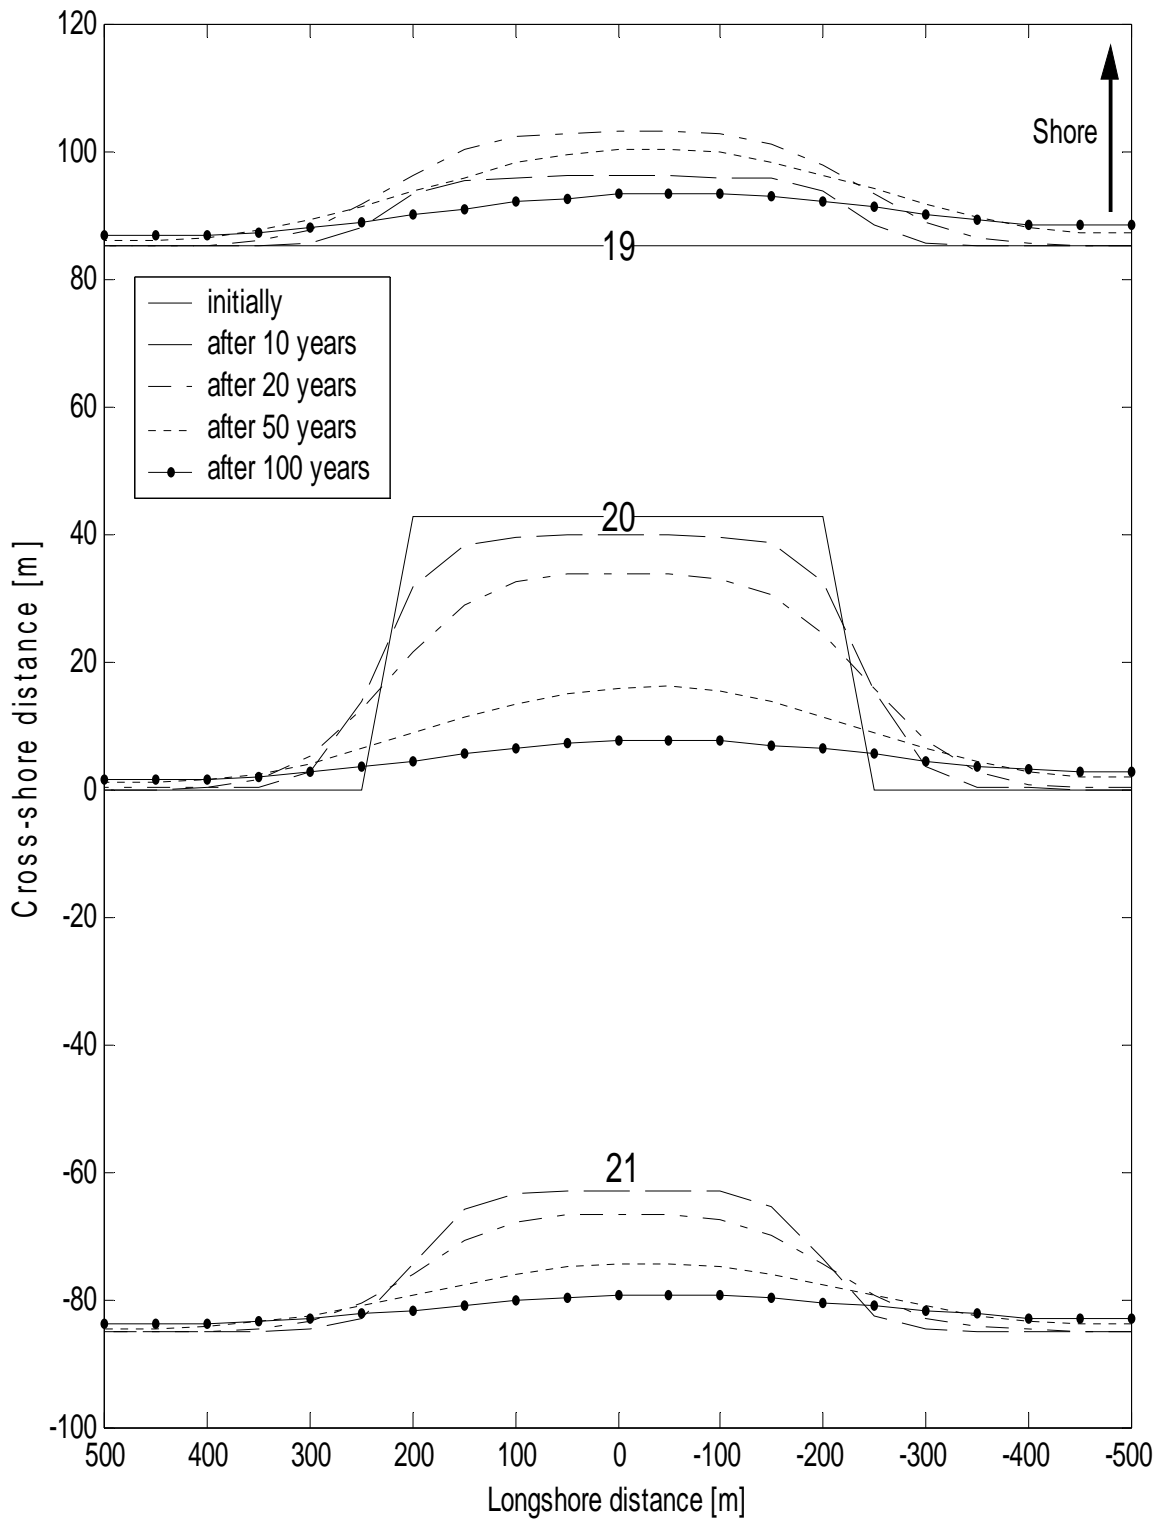 120
100
80
60
40
20
0
-20
-40
-60
-80
-100
Cross-shore distance [m]
Shore
19
initially
after 10 years
after 20 years
after 50 years
after 100 years
20
21
500 400 300 200 100 0 -100 -200 -300 -400 -500
Longshore distance [m]